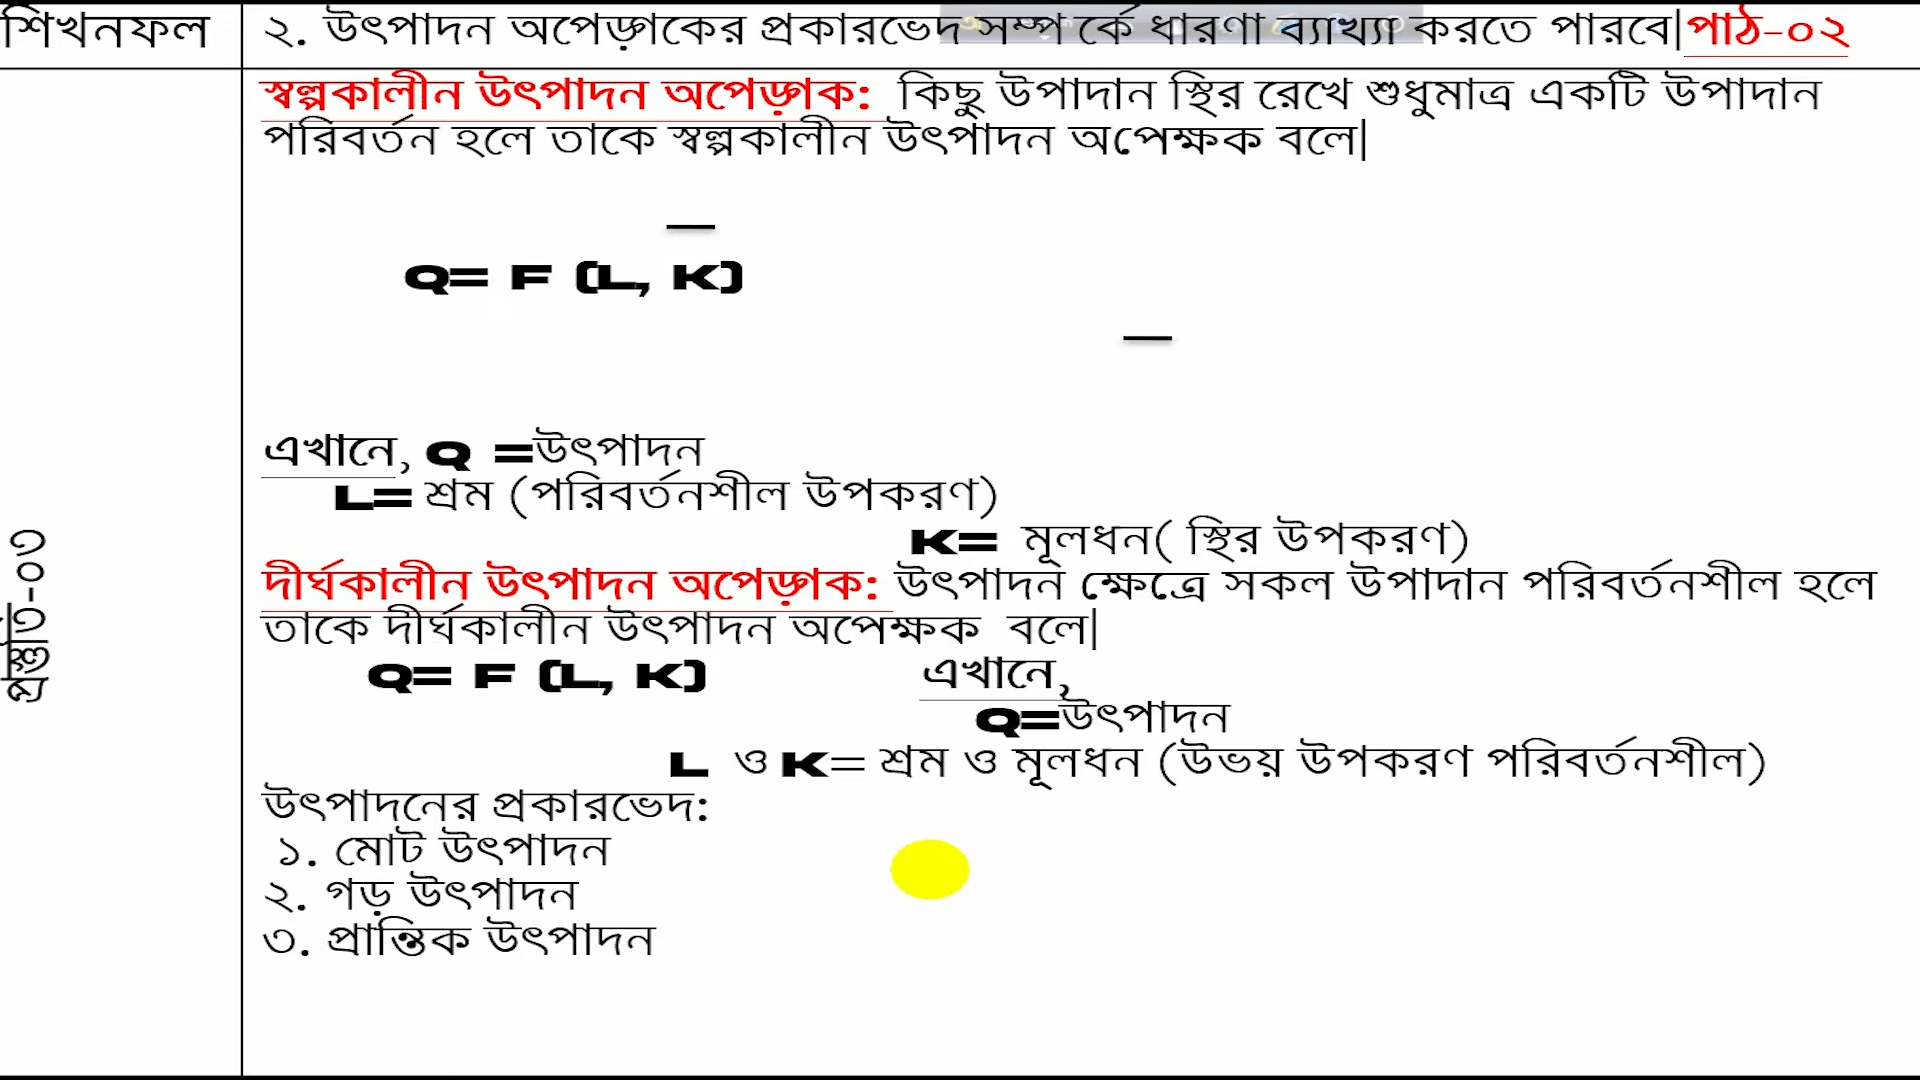 শিখনফল
২. উৎপাদন অপেড়্গকের প্রকারভেদ সম্প র্কে ধারণা ব্যাখ্যা করতে পারবে| পাঠ-০২
স্বল্পকালীন উৎপাদন অপেড়্গক: কিছু উপাদান স্থির রেখে শুধুমাত্র একটি উপাদান
পরিবর্তন হলে তাকে স্বল্পকালীন উৎপাদন অপেক্ষক বলে|
Q= F (L, K)
এখানে, Q =উৎপাদন
L= শ্রম (পরিবর্তনশীল উপকরণ)
K= মূলধন( স্থির উপকরণ)
দীর্ঘকালীন উৎপাদন অপেড়্গক: উৎপাদন ক্ষেত্রে সকল উপাদান পরিবর্তনশীল হলে
তাকে দীর্ঘকালীন উৎপাদন অপেক্ষক বলে|
Q= F (L, K) এখানে,
Q=উৎপাদন
L ও K= শ্রম ও মূলধন (উভয় উপকরণ পরিবর্তনশীল)
উৎপাদনের প্রকারভেদ:
১. মোট উৎপাদন
২. গড় উৎপাদন
৩. প্রান্তিক উৎপাদন